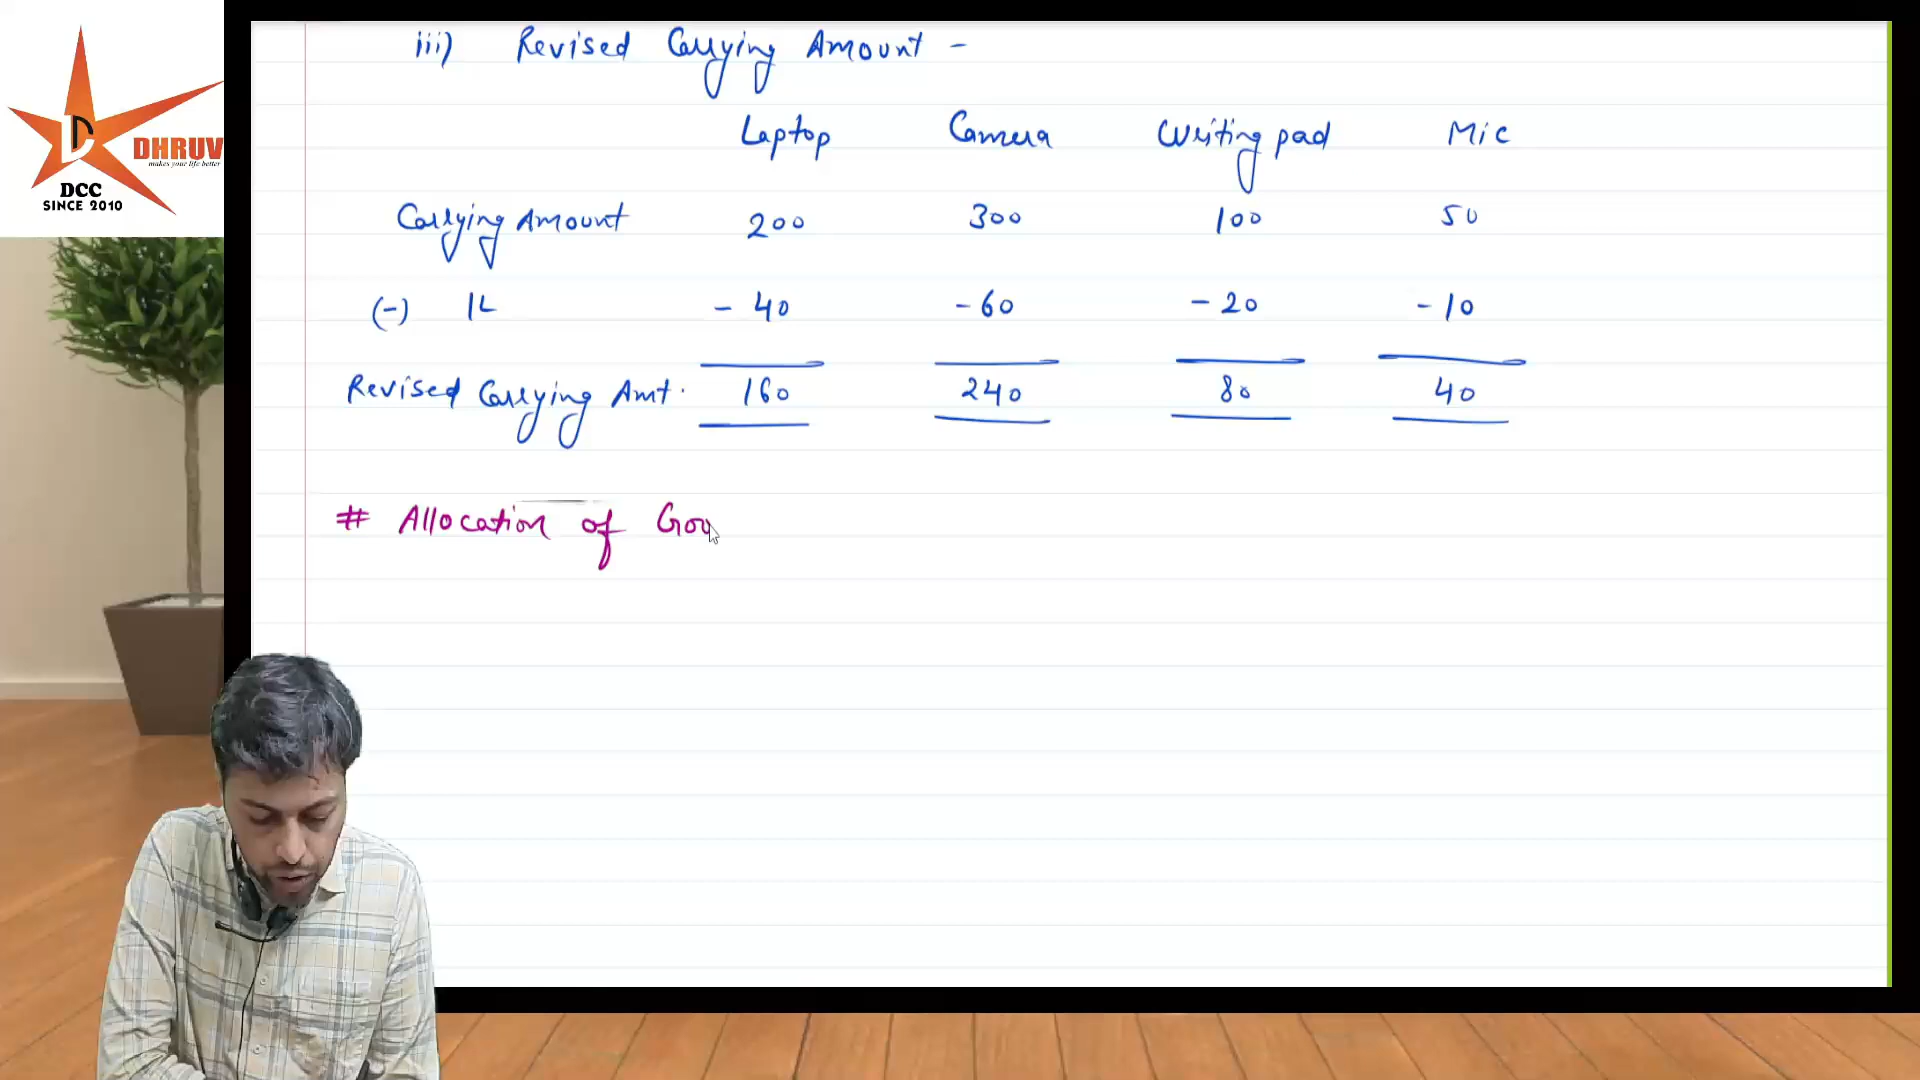 iii) Revised Carrying Amount -
Laptop Camera Writing pad Mic
Carrying Amount 200 300 100 50
(-) IL - 40 - 60 - 20 - 10
Revised Carrying Amt. 160 240 80 40
# Allocation of Goo
D
DHRUV
makes your life better
DCC
SINCE 2010